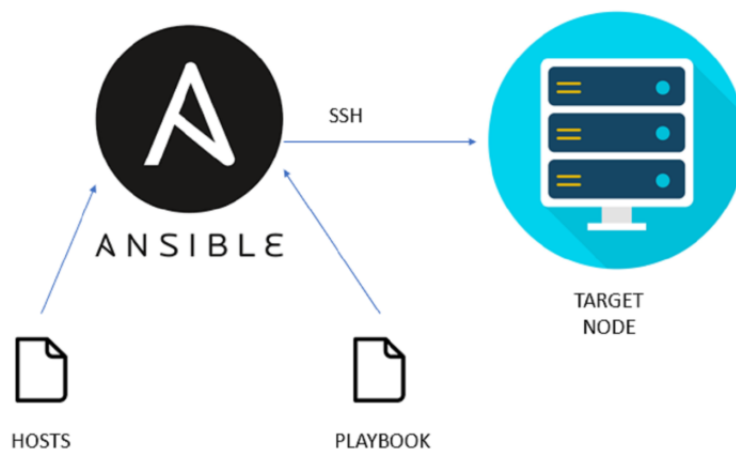 SSH
ANSIBLE
TARGET
NODE
HOSTS
PLAYBOOK